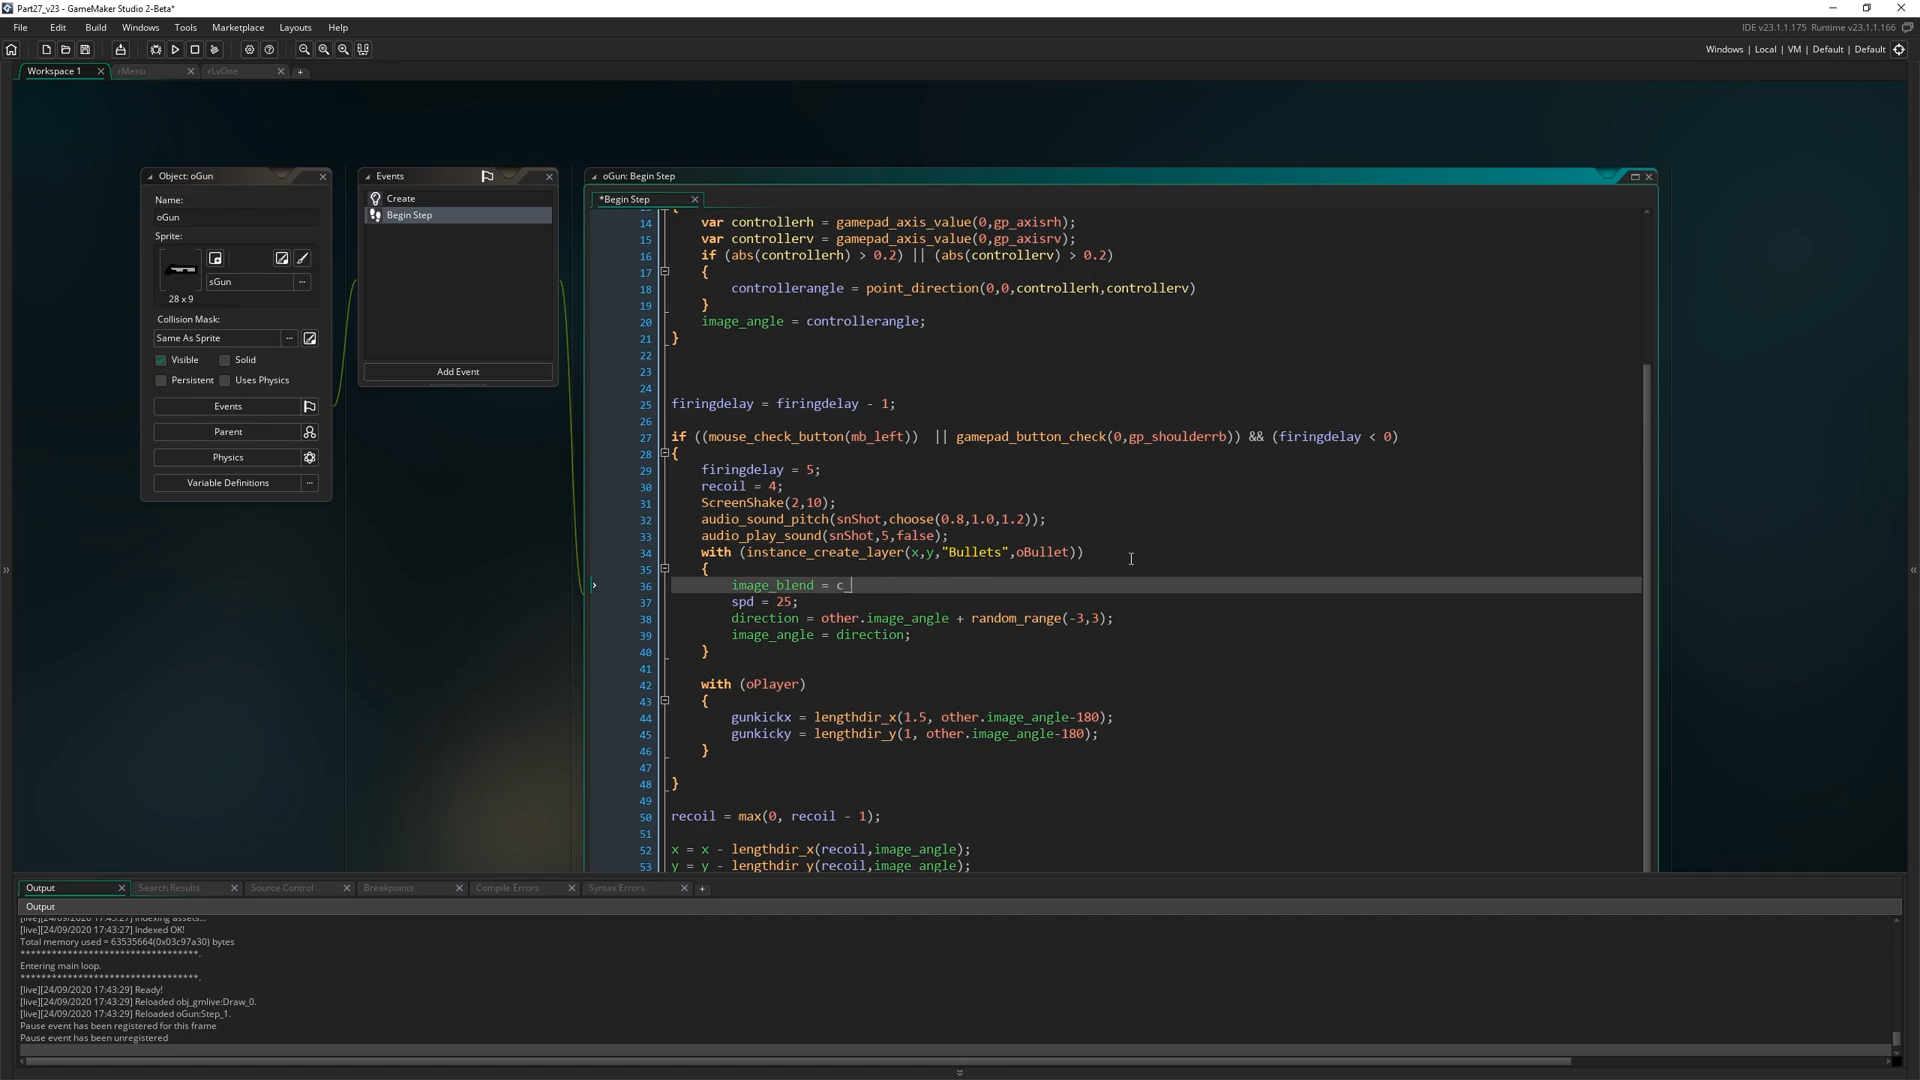 Part27_v23 - GameMaker Studio 2-Beta*
File Edit Build Windows Tools Marketplace Layouts Help
IDE v23.1.1.175 Runtime v23.1.1.166
Windows | Local | VM | Default | Default
Workspace 1 rMenu rLvOne
Object: oGun
Name:
oGun
Sprite:
sGun
28 x 9
Collision Mask:
Same As Sprite
Visible Solid
Persistent Uses Physics
Events
Parent
Physics
Variable Definitions
Events
Create
Begin Step
Add Event
oGun: Begin Step
*Begin Step
14 var controllerh = gamepad_axis_value(0,gp_axisrh);
15 var controllerv = gamepad_axis_value(0,gp_axisrv);
16 if (abs(controllerh) > 0.2) || (abs(controllerv) > 0.2)
17 {
18 controllerangle = point_direction(0,0,controllerh,controllerv)
19 }
20 image_angle = controllerangle;
21 }
22
23
24
25 firingdelay = firingdelay - 1;
26
27 if ((mouse_check_button(mb_left)) || gamepad_button_check(0,gp_shoulderrb)) && (firingdelay < 0)
28 {
29 firingdelay = 5;
30 recoil = 4;
31 ScreenShake(2,10);
32 audio_sound_pitch(snShot,choose(0.8,1.0,1.2));
33 audio_play_sound(snShot,5,false);
34 with (instance_create_layer(x,y,"Bullets",oBullet))
35 {
36 image_blend = c_
37 spd = 25;
38 direction = other.image_angle + random_range(-3,3);
39 image_angle = direction;
40 }
41
42 with (oPlayer)
43 {
44 gunkickx = lengthdir_x(1.5, other.image_angle-180);
45 gunkicky = lengthdir_y(1, other.image_angle-180);
46 }
47
48 }
49
50 recoil = max(0, recoil - 1);
51
52 x = x - lengthdir_x(recoil,image_angle);
53 y = y - lengthdir_y(recoil,image_angle);
Output Search Results Source Control Breakpoints Compile Errors Syntax Errors
Output
[live][24/09/2020 17:43:27] Indexing assets...
[live][24/09/2020 17:43:27] Indexed OK!
Total memory used = 63535664(0x03c97a30) bytes
**********************************.
Entering main loop.
**********************************.
[live][24/09/2020 17:43:29] Ready!
[live][24/09/2020 17:43:29] Reloaded obj_gmlive:Draw_0.
[live][24/09/2020 17:43:29] Reloaded oGun:Step_1.
Pause event has been registered for this frame
Pause event has been unregistered